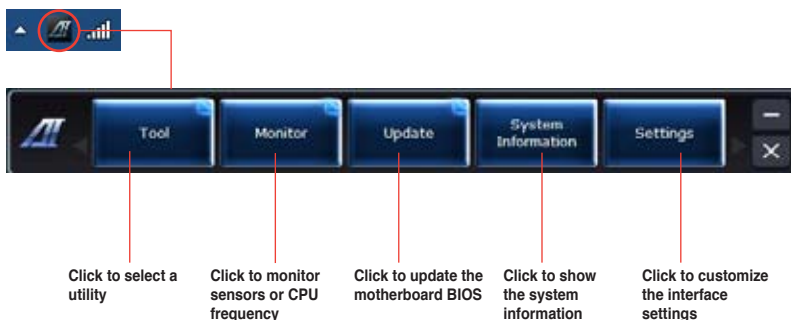 Tool
Monitor
Update
System
Information
Settings
Click to select a
utility
Click to monitor
sensors or CPU
frequency
Click to update the
motherboard BIOS
Click to show
the system
information
Click to customize
the interface
settings